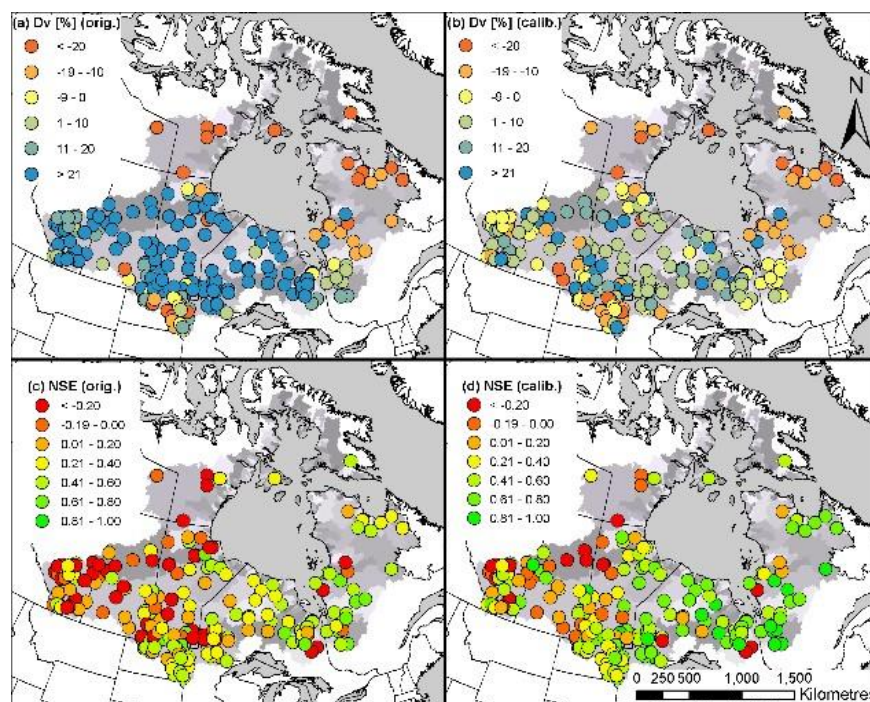 (a) Dv [%] (orig.)
< -20
-19 - -10
-9 - 0
1 - 10
11 - 20
> 21
(b) Dv [%] (calib.)
< -20
-19 - -10
-9 - 0
1 - 10
11 - 20
> 21
N
(c) NSE (orig.)
< -0.20
-0.19 - 0.00
0.01 - 0.20
0.21 - 0.40
0.41 - 0.60
0.61 - 0.80
0.81 - 1.00
(d) NSE (calib.)
< -0.20
-0.19 - 0.00
0.01 - 0.20
0.21 - 0.40
0.41 - 0.60
0.61 - 0.80
0.81 - 1.00
0 250 500 1,000 1,500
Kilometres